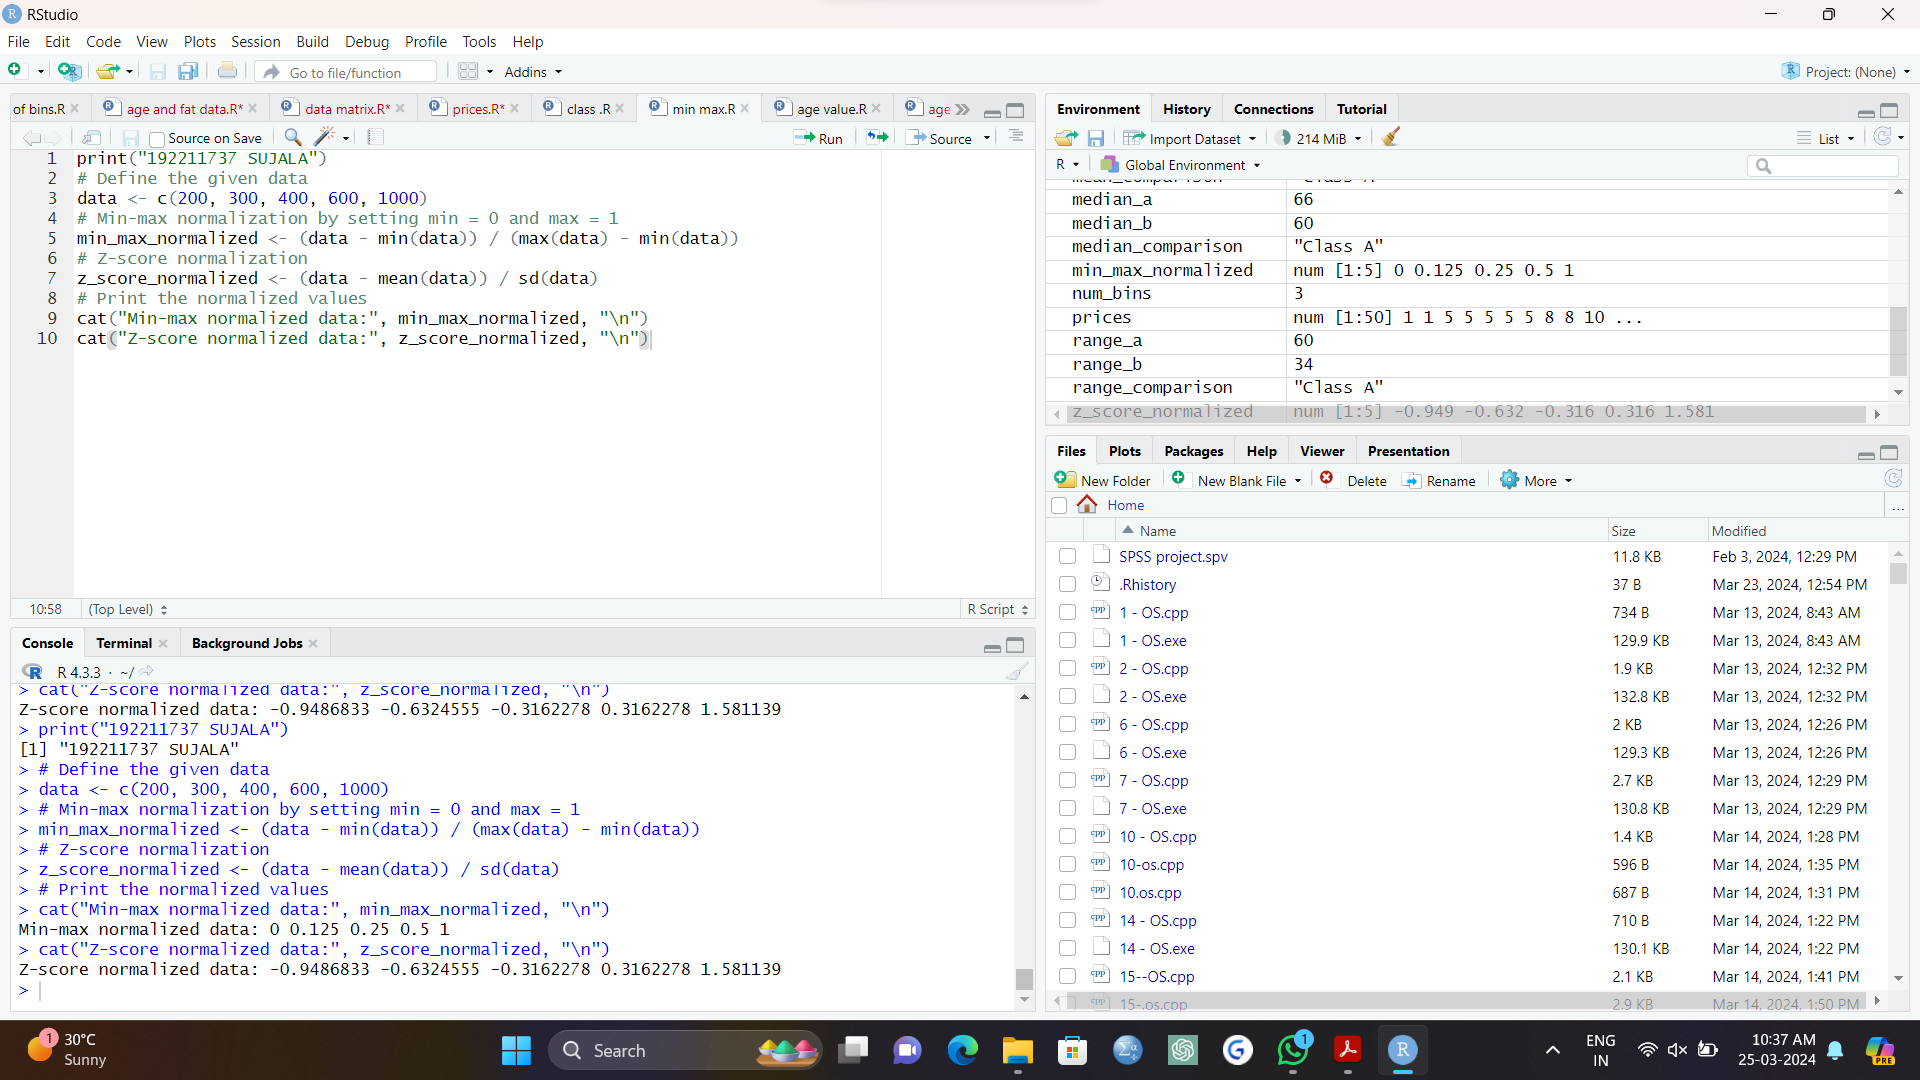 RStudio
File Edit Code View Plots Session Build Debug Profile Tools Help
Go to file/function Addins Project: (None)
of bins.R age and fat data.R* data matrix.R* prices.R* class .R min max.R age value.R age
Source on Save Run Source
1 print("192211737 SUJALA")
2 # Define the given data
3 data <- c(200, 300, 400, 600, 1000)
4 # Min-max normalization by setting min = 0 and max = 1
5 min_max_normalized <- (data - min(data)) / (max(data) - min(data))
6 # Z-score normalization
7 z_score_normalized <- (data - mean(data)) / sd(data)
8 # Print the normalized values
9 cat("Min-max normalized data:", min_max_normalized, "\n")
10 cat("Z-score normalized data:", z_score_normalized, "\n")
10:58 (Top Level) R Script
Console Terminal Background Jobs
R 4.3.3 · ~/
> cat("Z-score normalized data:", z_score_normalized, "\n")
Z-score normalized data: -0.9486833 -0.6324555 -0.3162278 0.3162278 1.581139
> print("192211737 SUJALA")
[1] "192211737 SUJALA"
> # Define the given data
> data <- c(200, 300, 400, 600, 1000)
> # Min-max normalization by setting min = 0 and max = 1
> min_max_normalized <- (data - min(data)) / (max(data) - min(data))
> # Z-score normalization
> z_score_normalized <- (data - mean(data)) / sd(data)
> # Print the normalized values
> cat("Min-max normalized data:", min_max_normalized, "\n")
Min-max normalized data: 0 0.125 0.25 0.5 1
> cat("Z-score normalized data:", z_score_normalized, "\n")
Z-score normalized data: -0.9486833 -0.6324555 -0.3162278 0.3162278 1.581139
>
Environment History Connections Tutorial
Import Dataset 214 MiB List
R Global Environment
mean_comparison "Class A"
median_a 66
median_b 60
median_comparison "Class A"
min_max_normalized num [1:5] 0 0.125 0.25 0.5 1
num_bins 3
prices num [1:50] 1 1 5 5 5 5 5 8 8 10 ...
range_a 60
range_b 34
range_comparison "Class A"
z_score_normalized num [1:5] -0.949 -0.632 -0.316 0.316 1.581
Files Plots Packages Help Viewer Presentation
New Folder New Blank File Delete Rename More
Home ...
Name Size Modified
SPSS project.spv 11.8 KB Feb 3, 2024, 12:29 PM
.Rhistory 37 B Mar 23, 2024, 12:54 PM
1 - OS.cpp 734 B Mar 13, 2024, 8:43 AM
1 - OS.exe 129.9 KB Mar 13, 2024, 8:43 AM
2 - OS.cpp 1.9 KB Mar 13, 2024, 12:32 PM
2 - OS.exe 132.8 KB Mar 13, 2024, 12:32 PM
6 - OS.cpp 2 KB Mar 13, 2024, 12:26 PM
6 - OS.exe 129.3 KB Mar 13, 2024, 12:26 PM
7 - OS.cpp 2.7 KB Mar 13, 2024, 12:29 PM
7 - OS.exe 130.8 KB Mar 13, 2024, 12:29 PM
10 - OS.cpp 1.4 KB Mar 14, 2024, 1:28 PM
10-os.cpp 596 B Mar 14, 2024, 1:35 PM
10.os.cpp 687 B Mar 14, 2024, 1:31 PM
14 - OS.cpp 710 B Mar 14, 2024, 1:22 PM
14 - OS.exe 130.1 KB Mar 14, 2024, 1:22 PM
15--OS.cpp 2.1 KB Mar 14, 2024, 1:41 PM
15-.os.cpp 2.9 KB Mar 14, 2024, 1:50 PM
1 30°C
Sunny
Search
1
ENG
IN
10:37 AM
25-03-2024
PRE